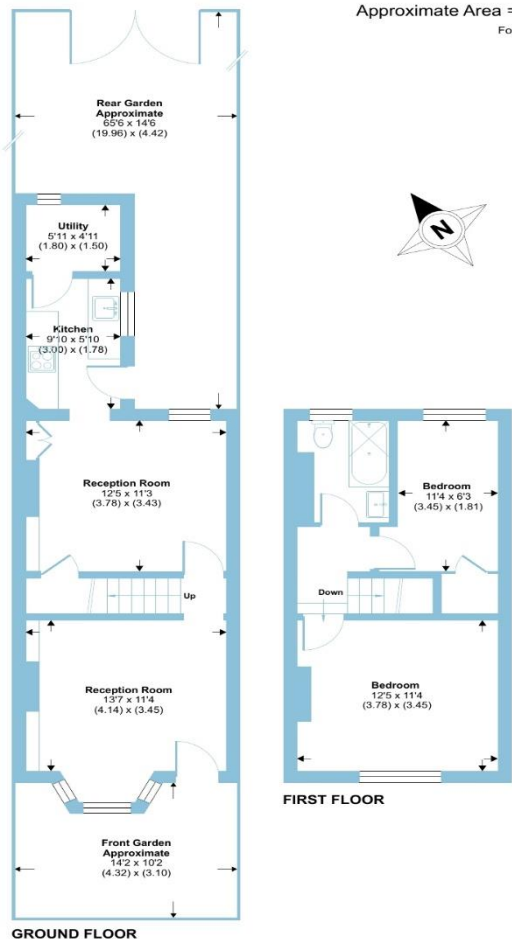 Approximate Area =
Fo
Rear Garden
Approximate
65'6 x 14'6
(19.96) x (4.42)
N
Utility
5'11 x 4'11
(1.80) x (1.50)
Kitchen
9'10 x 5'10
(3.00) x (1.78)
Reception Room
12'5 x 11'3
(3.78) x (3.43)
Up
Reception Room
13'7 x 11'4
(4.14) x (3.45)
Front Garden
Approximate
14'2 x 10'2
(4.32) x (3.10)
GROUND FLOOR
Bedroom
11'4 x 6'3
(3.45) x (1.81)
Down
Bedroom
12'5 x 11'4
(3.78) x (3.45)
FIRST FLOOR